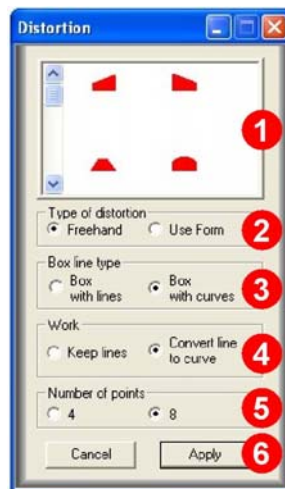 Distortion
1
Type of distortion
Freehand Use Form
2
Box line type
Box with lines
Box with curves
3
Work
Keep lines
Convert line to curve
4
Number of points
4 8
5
Cancel Apply
6